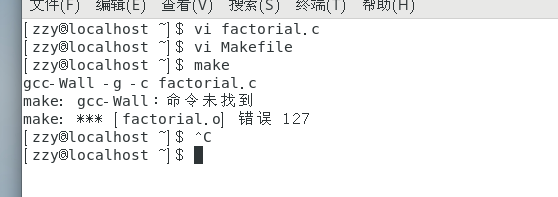 文件(F) 编辑(E) 查看(V) 搜索(S) 终端(T) 帮助(H)
[zzy@localhost ~]$ vi factorial.c
[zzy@localhost ~]$ vi Makefile
[zzy@localhost ~]$ make
gcc-Wall -g -c factorial.c
make: gcc-Wall：命令未找到
make: *** [factorial.o] 错误 127
[zzy@localhost ~]$ ^C
[zzy@localhost ~]$